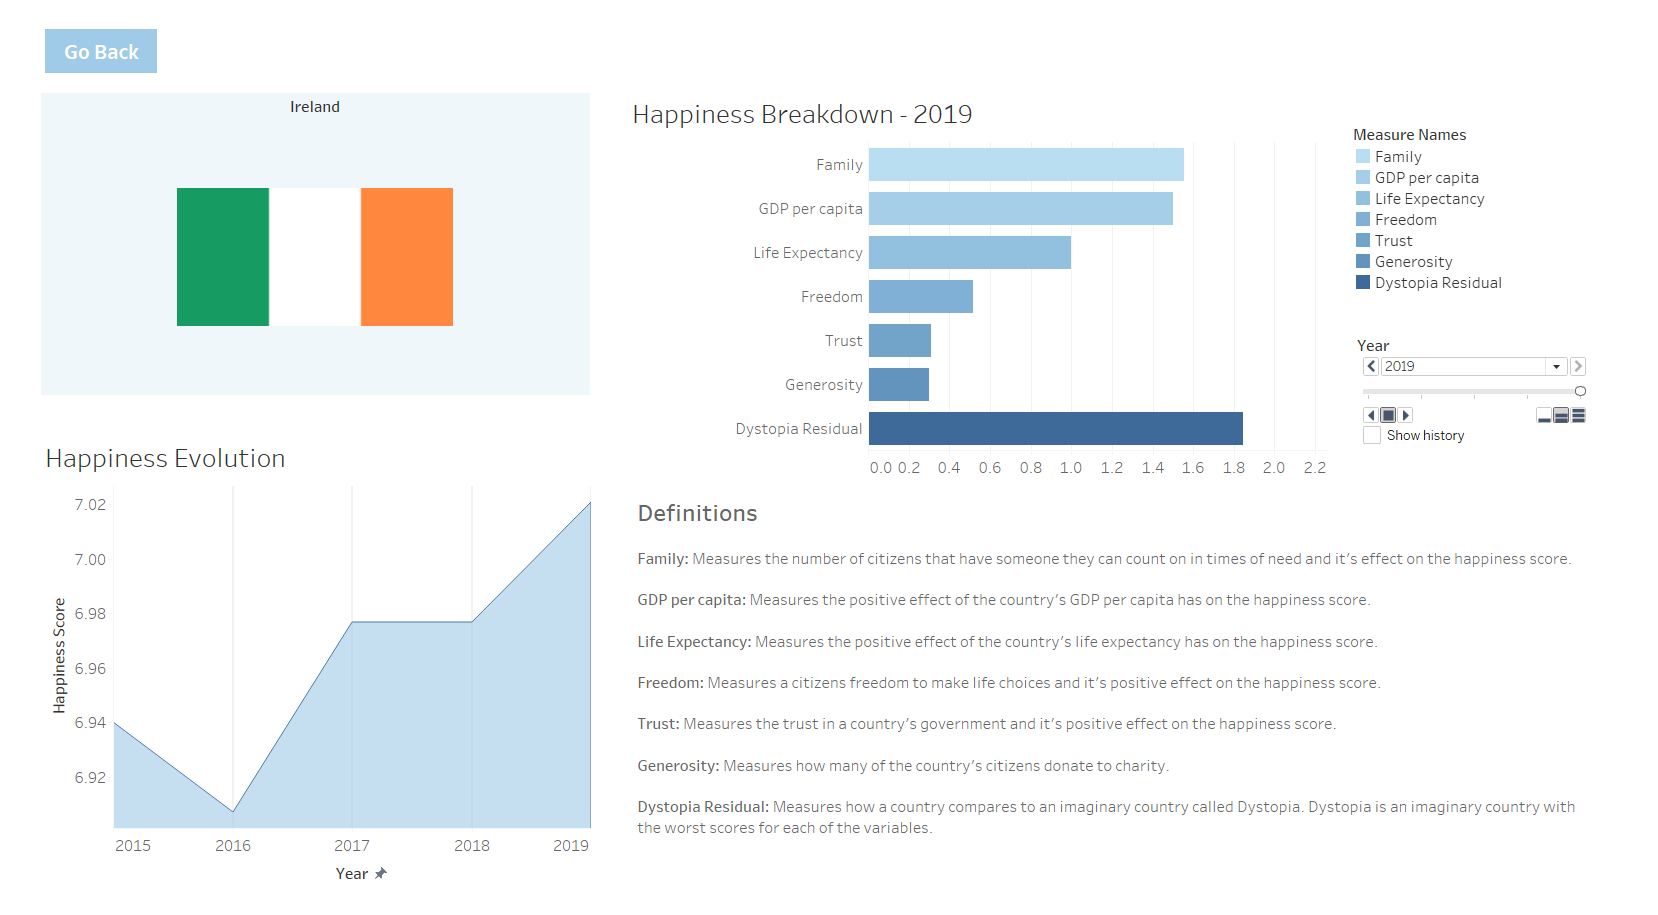 Go Back
Ireland
Happiness Breakdown - 2019
Family
GDP per capita
Life Expectancy
Freedom
Trust
Generosity
Dystopia Residual
0.0 0.2 0.4 0.6 0.8 1.0 1.2 1.4 1.6 1.8 2.0 2.2
Measure Names
Family
GDP per capita
Life Expectancy
Freedom
Trust
Generosity
Dystopia Residual
Year
2019
Show history
Happiness Evolution
Happiness Score
7.02
7.00
6.98
6.96
6.94
6.92
2015 2016 2017 2018 2019
Year
Definitions
Family: Measures the number of citizens that have someone they can count on in times of need and it's effect on the happiness score.
GDP per capita: Measures the positive effect of the country's GDP per capita has on the happiness score.
Life Expectancy: Measures the positive effect of the country's life expectancy has on the happiness score.
Freedom: Measures a citizens freedom to make life choices and it's positive effect on the happiness score.
Trust: Measures the trust in a country's government and it's positive effect on the happiness score.
Generosity: Measures how many of the country's citizens donate to charity.
Dystopia Residual: Measures how a country compares to an imaginary country called Dystopia. Dystopia is an imaginary country with
the worst scores for each of the variables.